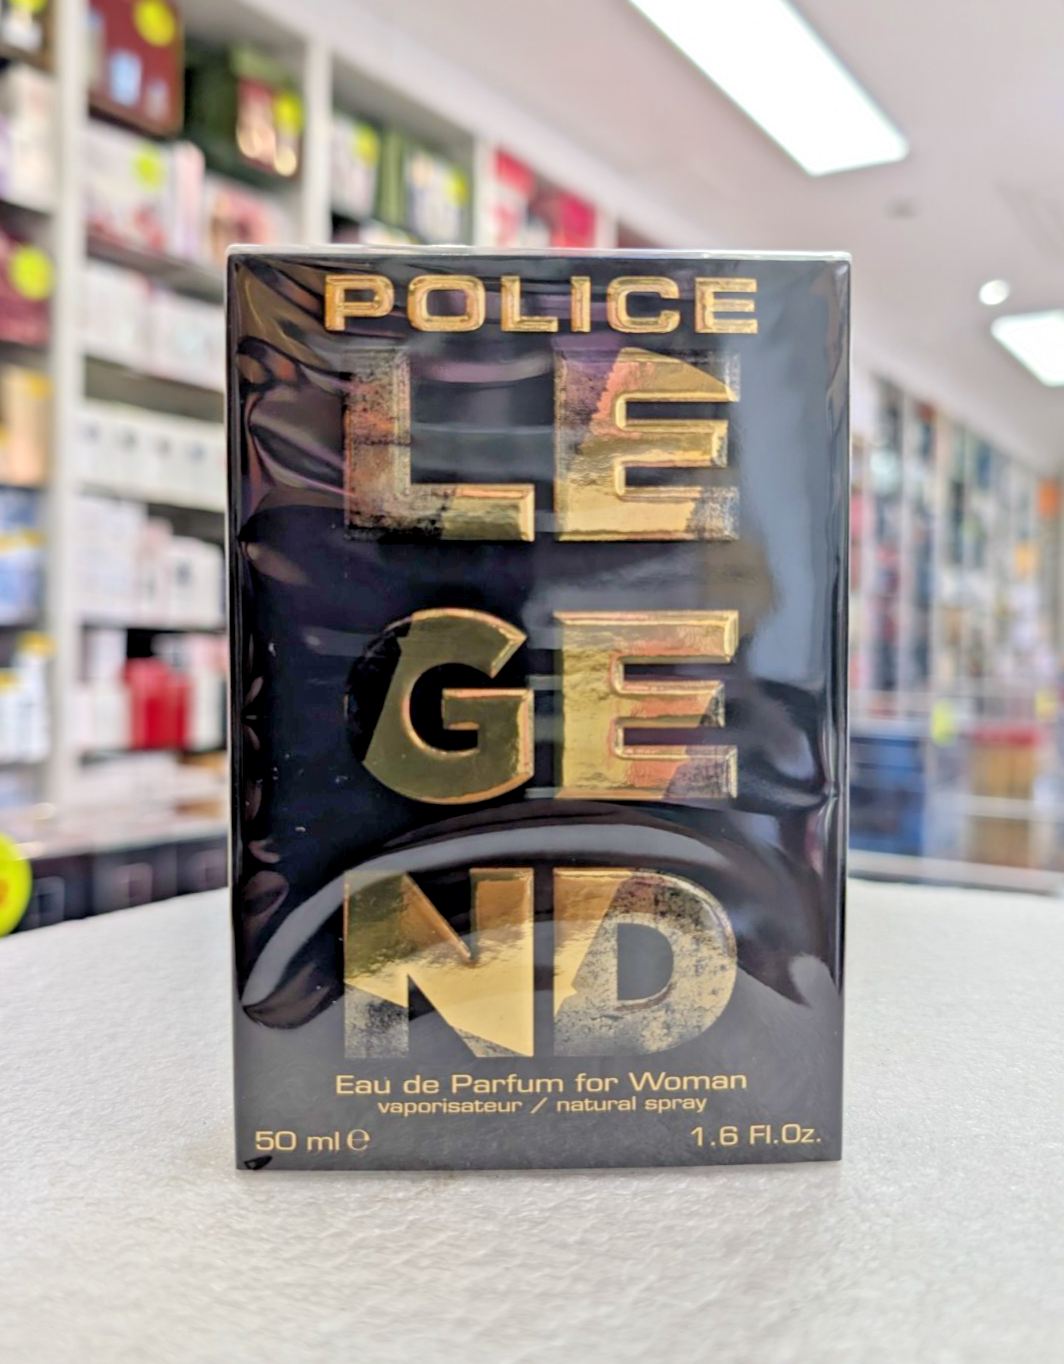 POLICE
LE
GE
ND
Eau de Parfum for Woman
vaporisateur / natural spray
50 ml ℮ 1.6 Fl.Oz.